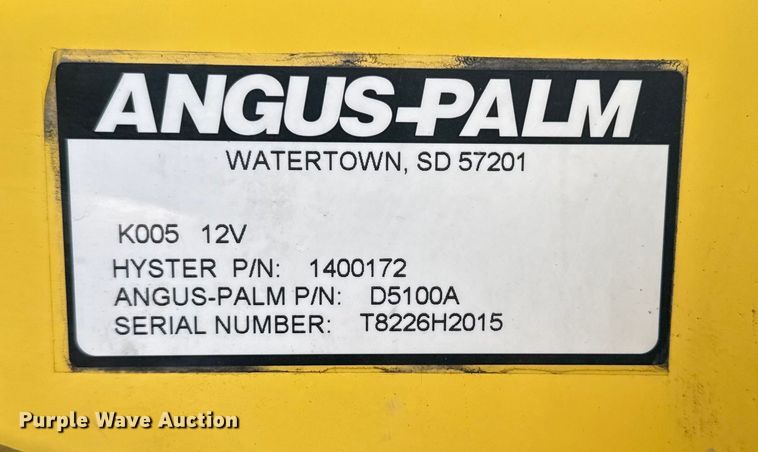 ANGUS-PALM
WATERTOWN, SD 57201
K005 12V
HYSTER P/N: 1400172
ANGUS-PALM P/N: D5100A
SERIAL NUMBER: T8226H2015
Purple Wave Auction